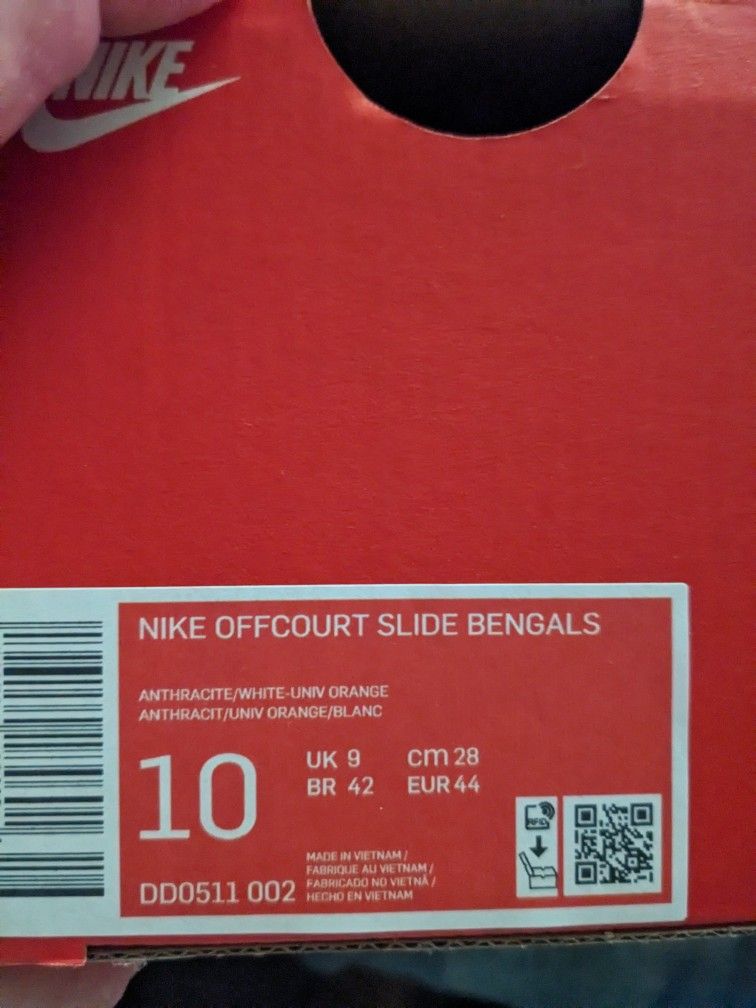 NIKE
NIKE OFFCOURT SLIDE BENGALS
ANTHRACITE/WHITE-UNIV ORANGE
ANTHRACIT/UNIV ORANGE/BLANC
10
UK 9 cm 28
BR 42 EUR 44
MADE IN VIETNAM /
FABRIQUE AU VIETNAM /
FABRICADO NO VIETNÃ /
HECHO EN VIETNAM
DD0511 002
RFID